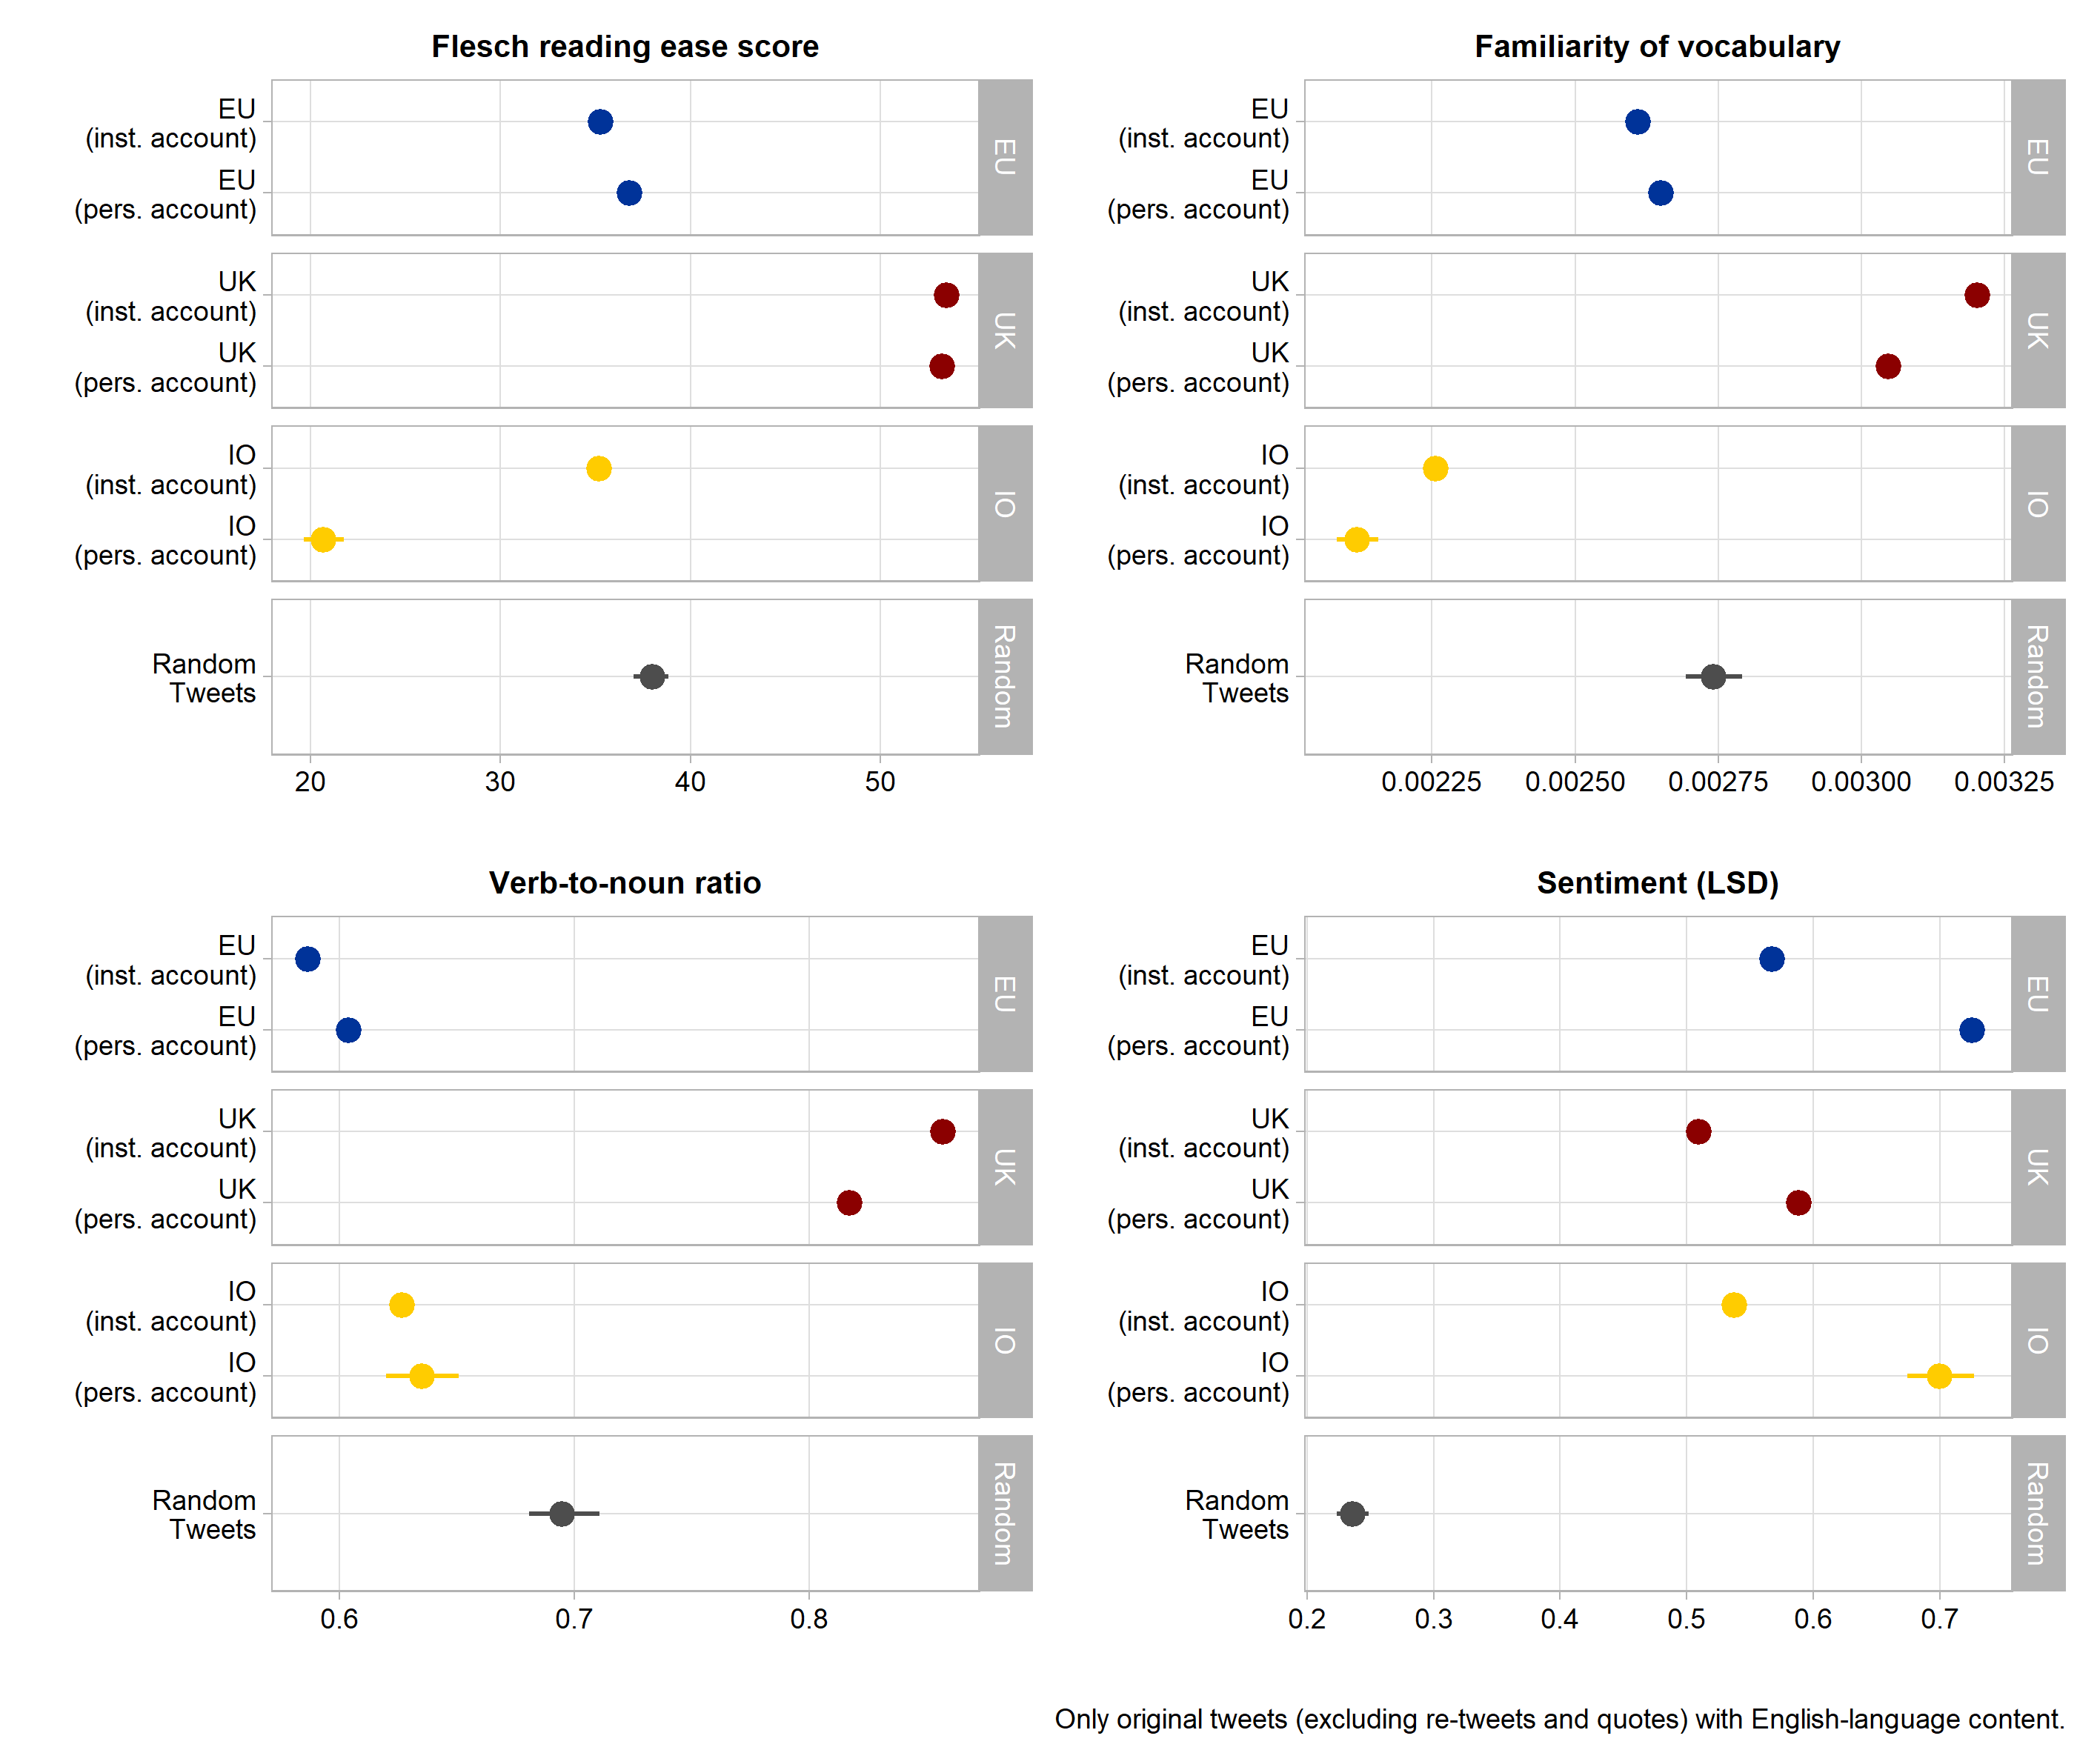 Flesch reading ease score
EU
(inst. account)
EU
(pers. account)
EU
UK
(inst. account)
UK
(pers. account)
UK
IO
(inst. account)
IO
(pers. account)
IO
Random
Tweets
Random
20 30 40 50
Familiarity of vocabulary
EU
(inst. account)
EU
(pers. account)
EU
UK
(inst. account)
UK
(pers. account)
UK
IO
(inst. account)
IO
(pers. account)
IO
Random
Tweets
Random
0.00225 0.00250 0.00275 0.00300 0.00325
Verb-to-noun ratio
EU
(inst. account)
EU
(pers. account)
EU
UK
(inst. account)
UK
(pers. account)
UK
IO
(inst. account)
IO
(pers. account)
IO
Random
Tweets
Random
0.6 0.7 0.8
Sentiment (LSD)
EU
(inst. account)
EU
(pers. account)
EU
UK
(inst. account)
UK
(pers. account)
UK
IO
(inst. account)
IO
(pers. account)
IO
Random
Tweets
Random
0.2 0.3 0.4 0.5 0.6 0.7
Only original tweets (excluding re-tweets and quotes) with English-language content.